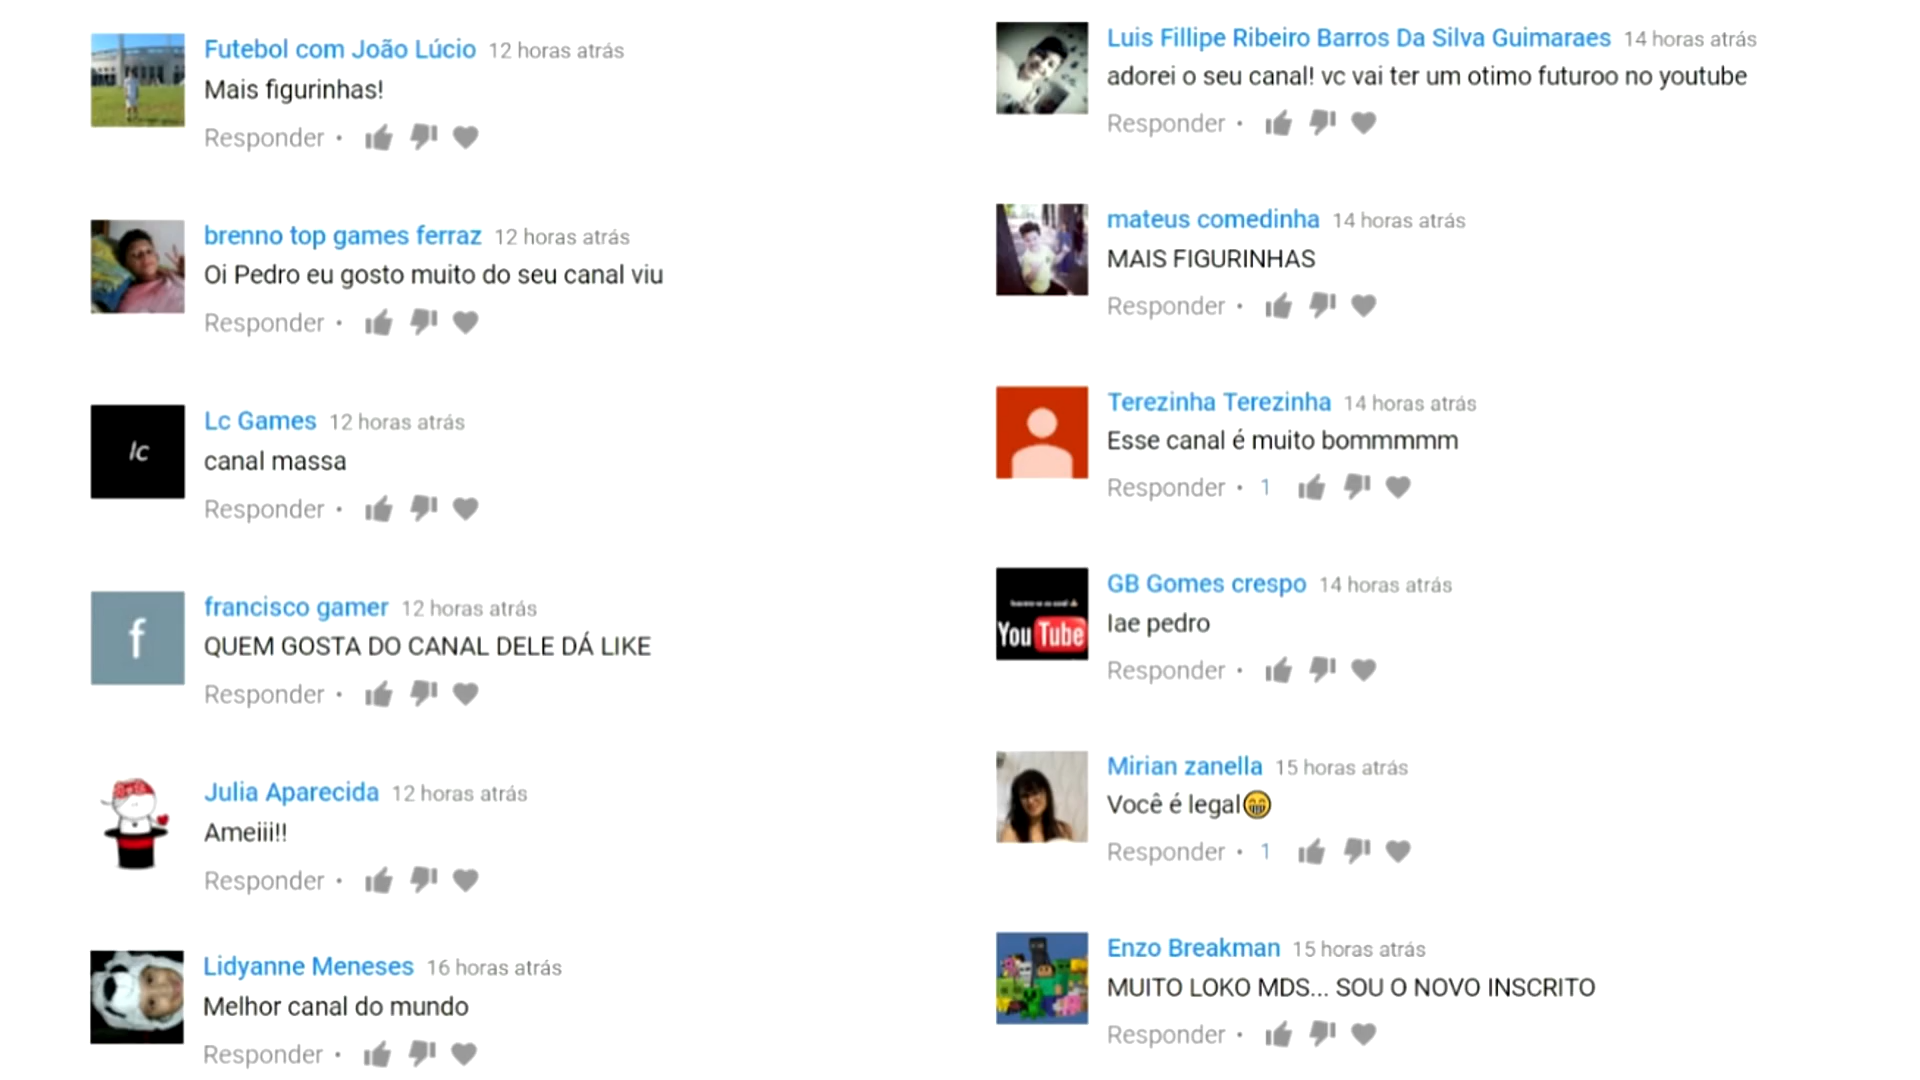 Futebol com João Lúcio 12 horas atrás
Mais figurinhas!
Responder •
brenno top games ferraz 12 horas atrás
Oi Pedro eu gosto muito do seu canal viu
Responder •
lc
Lc Games 12 horas atrás
canal massa
Responder •
f
francisco gamer 12 horas atrás
QUEM GOSTA DO CANAL DELE DÁ LIKE
Responder •
Julia Aparecida 12 horas atrás
Ameiii!!
Responder •
Lidyanne Meneses 16 horas atrás
Melhor canal do mundo
Responder •
Luis Fillipe Ribeiro Barros Da Silva Guimaraes 14 horas atrás
adorei o seu canal! vc vai ter um otimo futuroo no youtube
Responder •
mateus comedinha 14 horas atrás
MAIS FIGURINHAS
Responder •
Terezinha Terezinha 14 horas atrás
Esse canal é muito bommmmm
Responder • 1
GB Gomes crespo 14 horas atrás
Iae pedro
You Tube
Responder •
Mirian zanella 15 horas atrás
Você é legal😁
Responder • 1
Enzo Breakman 15 horas atrás
MUITO LOKO MDS... SOU O NOVO INSCRITO
Responder •